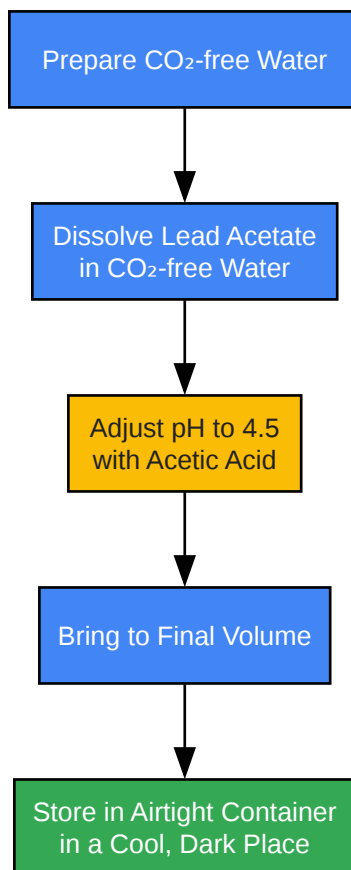 Prepare CO₂-free Water
Dissolve Lead Acetate
in CO₂-free Water
Adjust pH to 4.5
with Acetic Acid
Bring to Final Volume
Store in Airtight Container
in a Cool, Dark Place